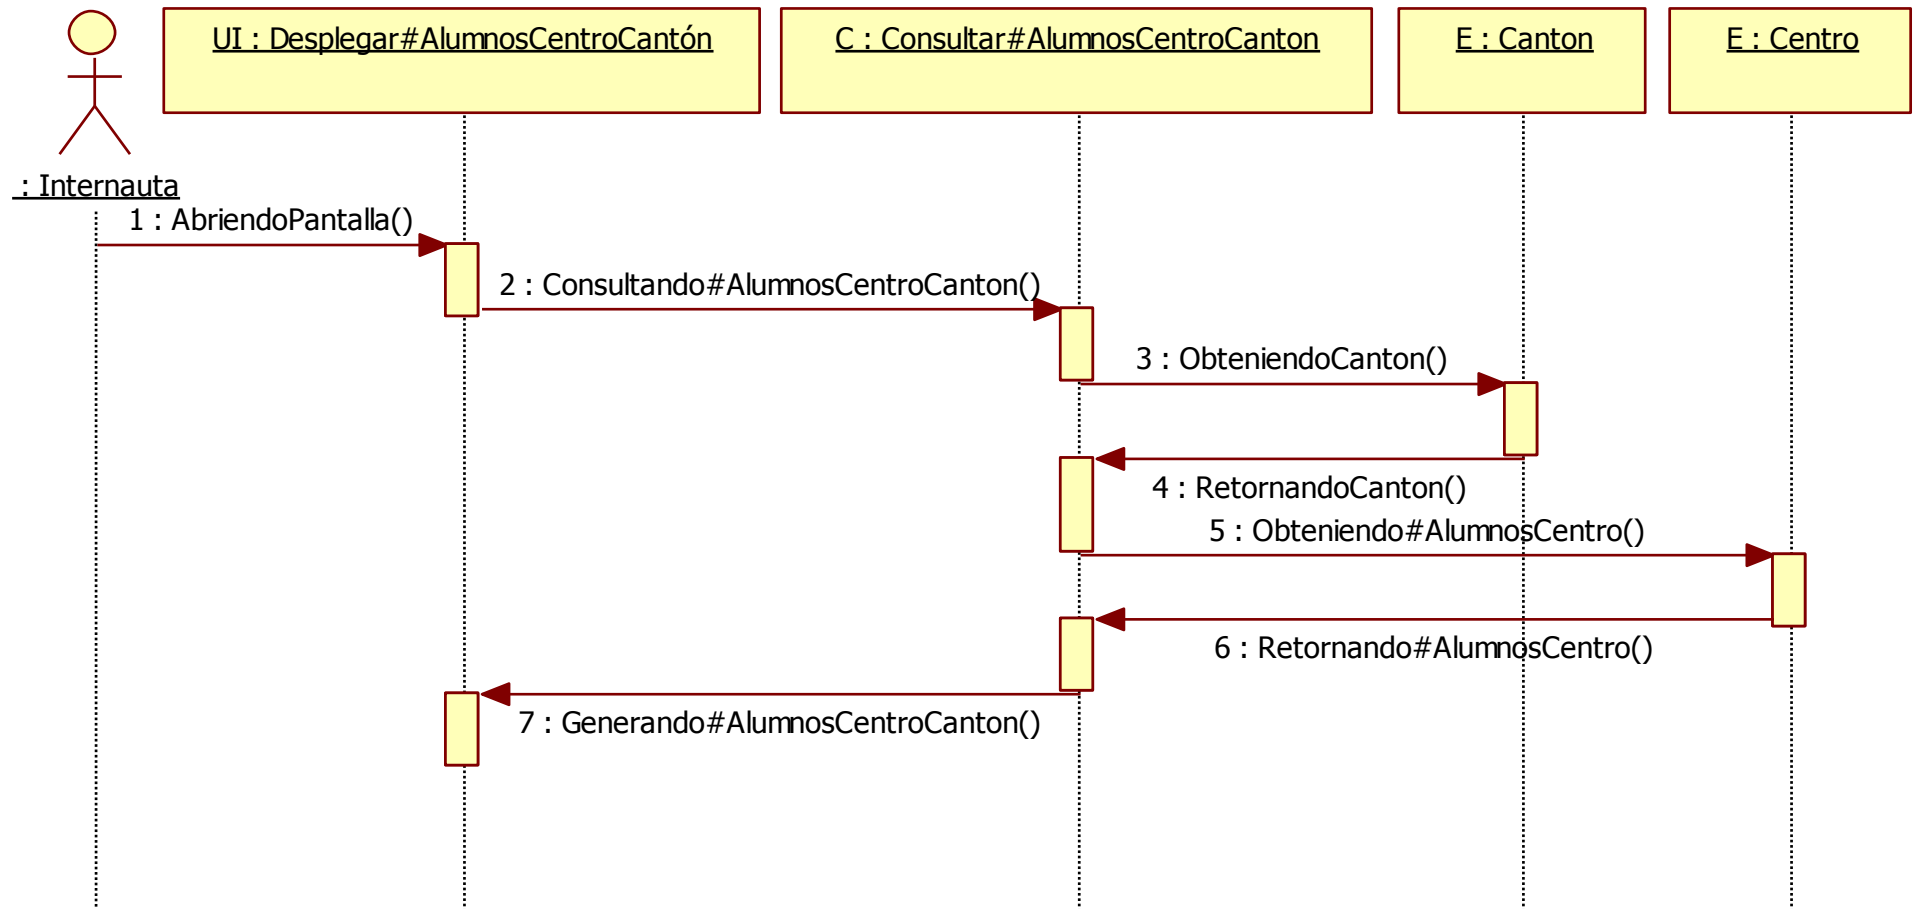 UI : Desplegar#AlumnosCentroCantón
C : Consultar#AlumnosCentroCanton
E : Canton
E : Centro
: Internauta
1 : AbriendoPantalla()
2 : Consultando#AlumnosCentroCanton()
3 : ObteniendoCanton()
4 : RetornandoCanton()
5 : Obteniendo#AlumnosCentro()
6 : Retornando#AlumnosCentro()
7 : Generando#AlumnosCentroCanton()